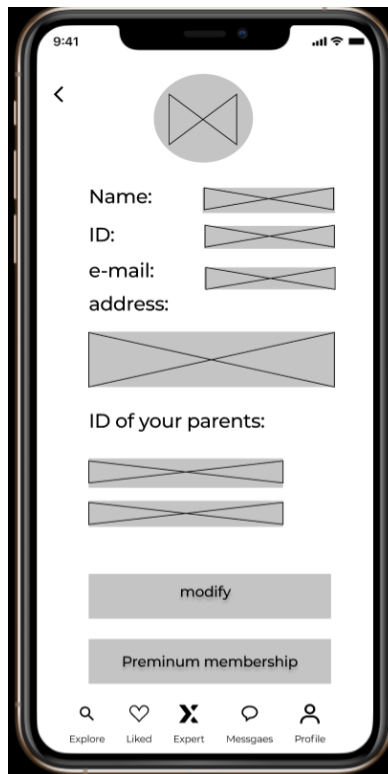 9:41
Name:
ID:
e-mail:
address:
ID of your parents:
modify
Preminum membership
Explore Liked Expert Messgaes Profile